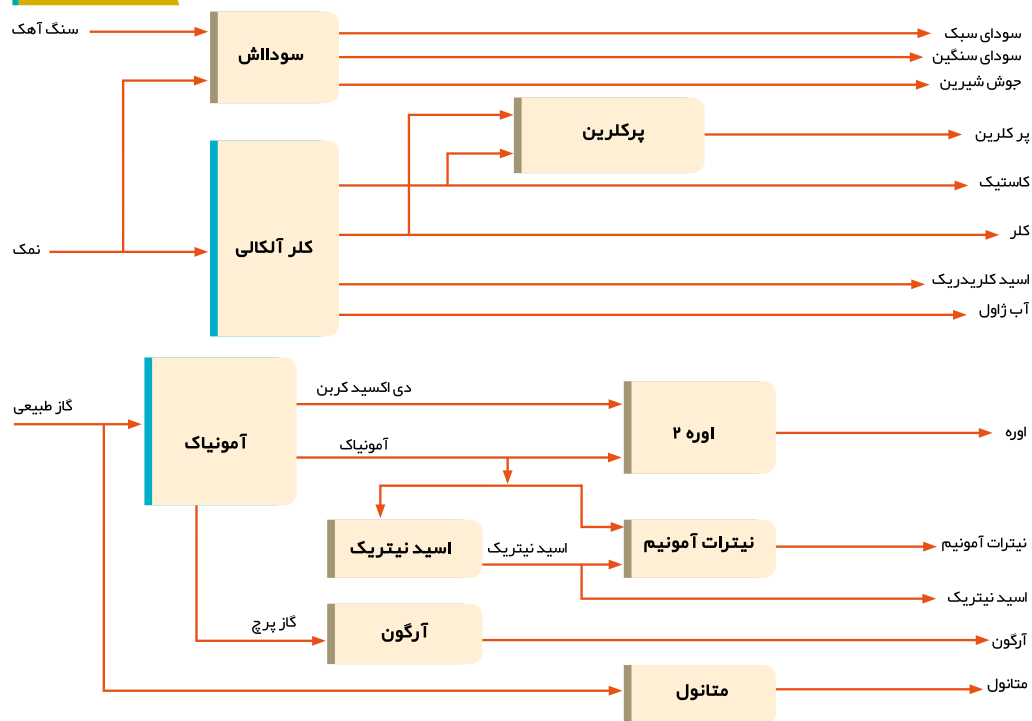 سنگ آهک
سودااش
سودای سبک
سودای سنگین
جوش شیرین
پرکلرین
پر کلرین
کاستیک
نمک
کلر آلکالی
کلر
اسید کلریدریک
آب ژاول
گاز طبیعی
آمونیاک
دی اکسید کربن
آمونیاک
اوره ۲
اوره
اسید نیتریک
اسید نیتریک
نیترات آمونیم
نیترات آمونیم
اسید نیتریک
گاز پرچ
آرگون
آرگون
متانول
متانول